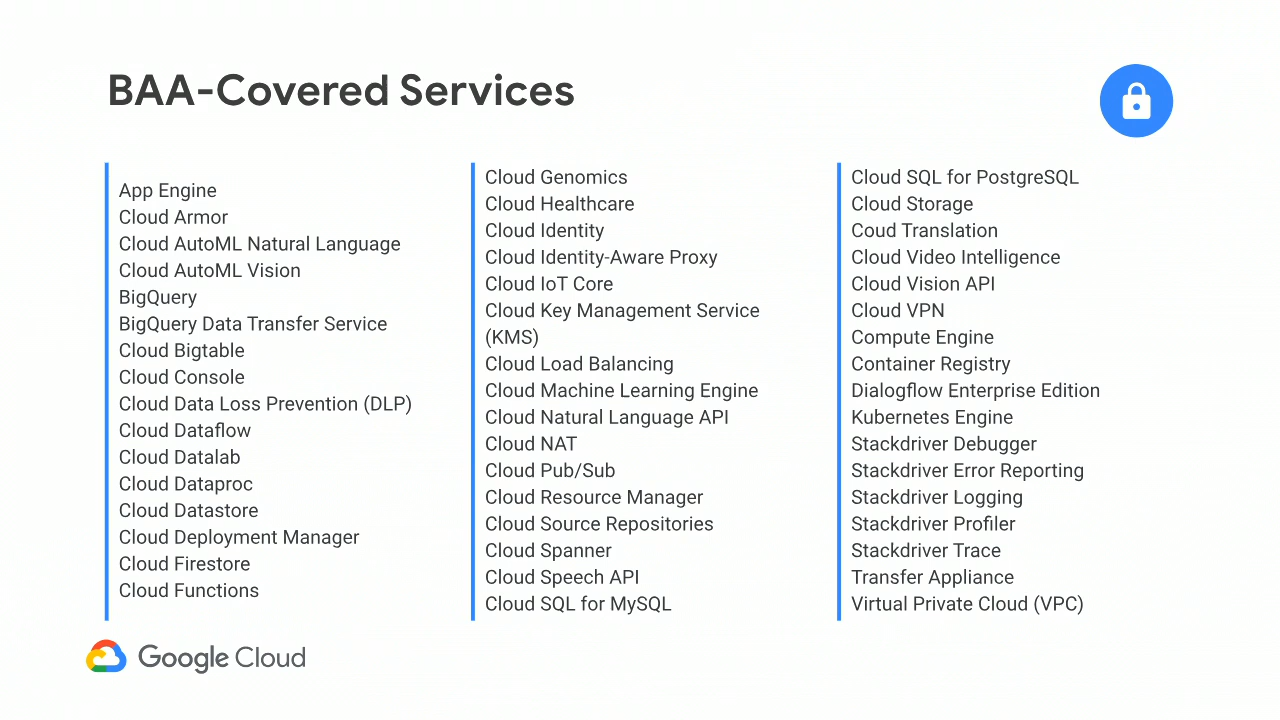 BAA-Covered Services
App Engine
Cloud Armor
Cloud AutoML Natural Language
Cloud AutoML Vision
BigQuery
BigQuery Data Transfer Service
Cloud Bigtable
Cloud Console
Cloud Data Loss Prevention (DLP)
Cloud Dataflow
Cloud Datalab
Cloud Dataproc
Cloud Datastore
Cloud Deployment Manager
Cloud Firestore
Cloud Functions
Cloud Genomics
Cloud Healthcare
Cloud Identity
Cloud Identity-Aware Proxy
Cloud IoT Core
Cloud Key Management Service
(KMS)
Cloud Load Balancing
Cloud Machine Learning Engine
Cloud Natural Language API
Cloud NAT
Cloud Pub/Sub
Cloud Resource Manager
Cloud Source Repositories
Cloud Spanner
Cloud Speech API
Cloud SQL for MySQL
Cloud SQL for PostgreSQL
Cloud Storage
Coud Translation
Cloud Video Intelligence
Cloud Vision API
Cloud VPN
Compute Engine
Container Registry
Dialogflow Enterprise Edition
Kubernetes Engine
Stackdriver Debugger
Stackdriver Error Reporting
Stackdriver Logging
Stackdriver Profiler
Stackdriver Trace
Transfer Appliance
Virtual Private Cloud (VPC)
Google Cloud